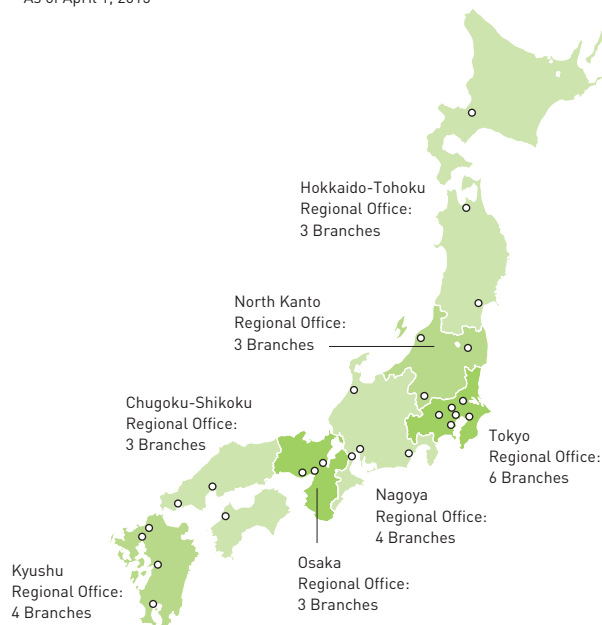 Hokkaido-Tohoku
Regional Office:
3 Branches
North Kanto
Regional Office:
3 Branches
Chugoku-Shikoku
Regional Office:
3 Branches
Tokyo
Regional Office:
6 Branches
Nagoya
Regional Office:
4 Branches
Osaka
Regional Office:
3 Branches
Kyushu
Regional Office:
4 Branches